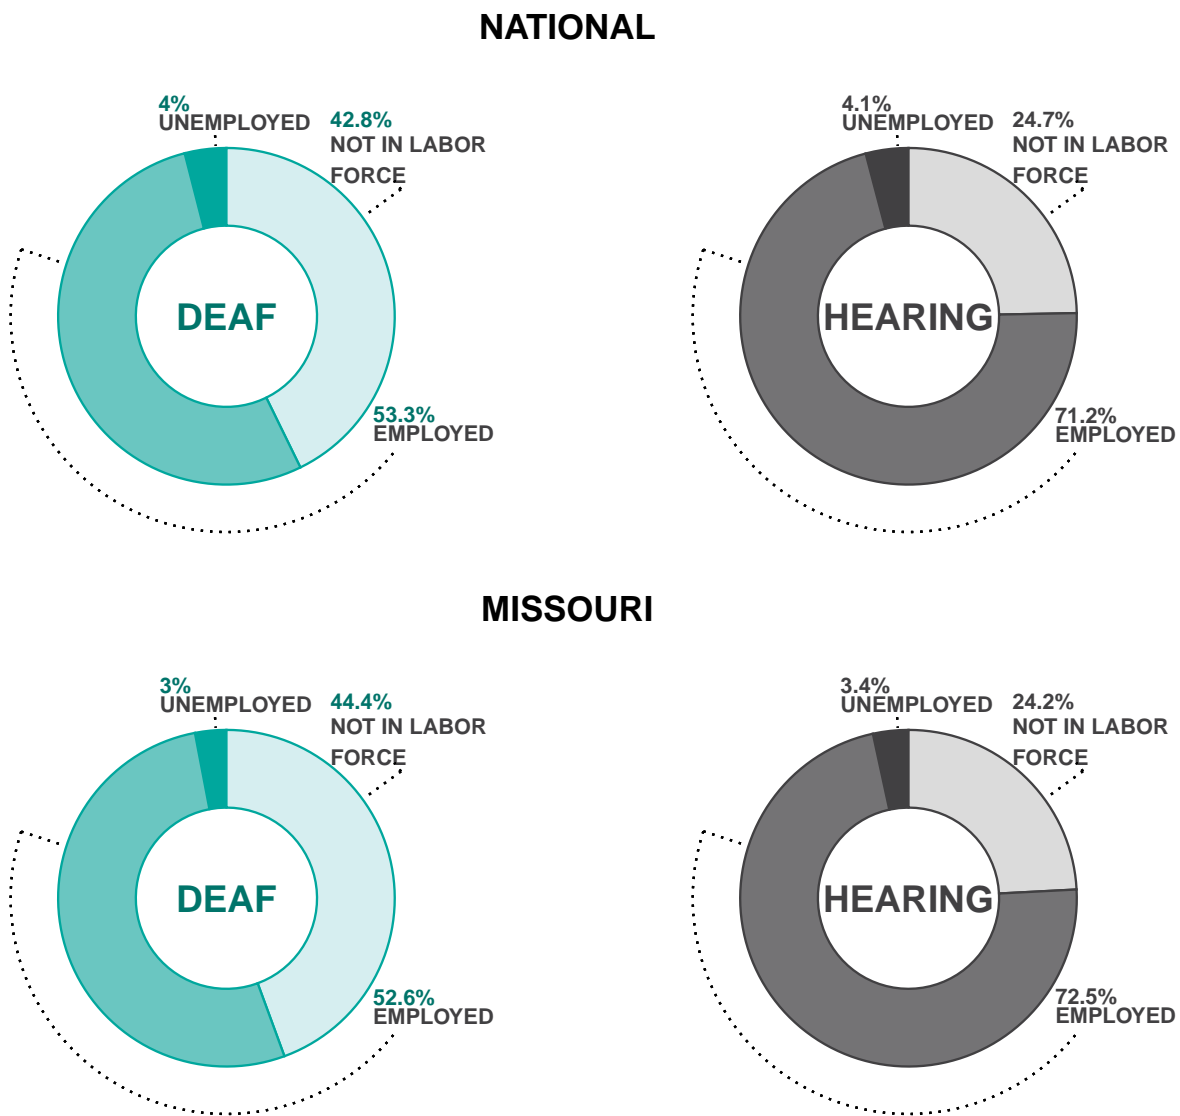 NATIONAL
4%
UNEMPLOYED
42.8%
NOT IN LABOR
FORCE
DEAF
53.3%
EMPLOYED
4.1%
UNEMPLOYED
24.7%
NOT IN LABOR
FORCE
HEARING
71.2%
EMPLOYED
MISSOURI
3%
UNEMPLOYED
44.4%
NOT IN LABOR
FORCE
DEAF
52.6%
EMPLOYED
3.4%
UNEMPLOYED
24.2%
NOT IN LABOR
FORCE
HEARING
72.5%
EMPLOYED